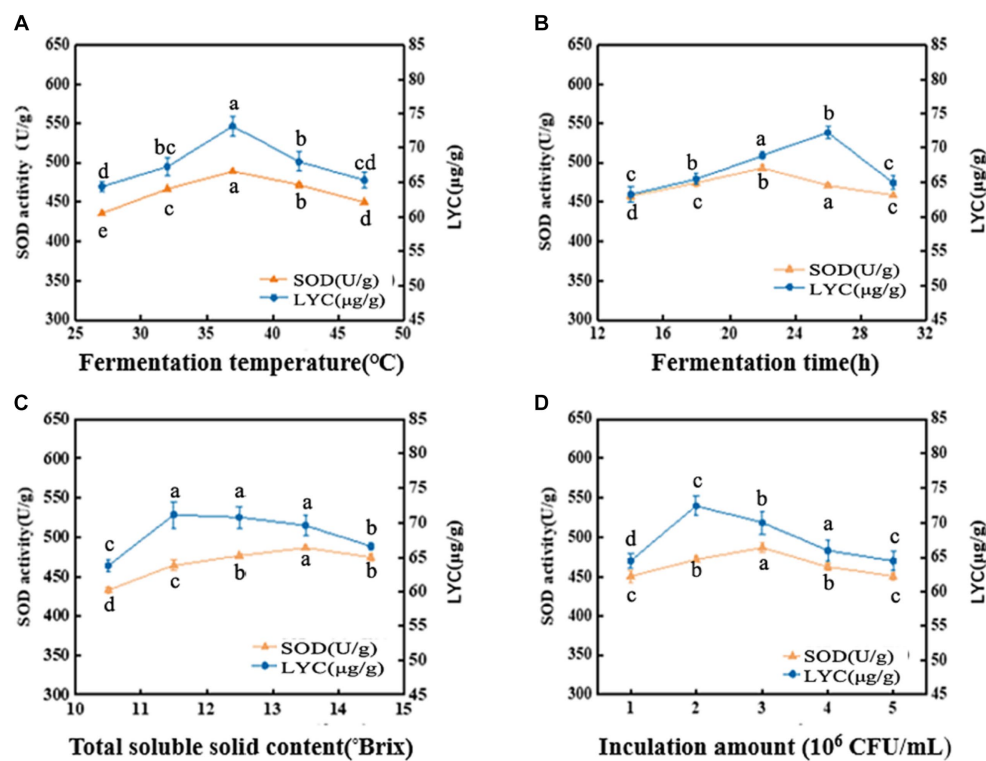 A
650
600
550
500
450
400
350
300
SOD activity (U/g)
85
80
75
70
65
60
55
50
45
LYC(μg/g)
d
bc
a
b
cd
e
c
a
b
d
SOD(U/g)
LYC(μg/g)
25
30
35
40
45
50
Fermentation temperature(°C)
B
650
600
550
500
450
400
350
300
SOD activity(U/g)
85
80
75
70
65
60
55
50
45
LYC(μg/g)
c
b
a
b
c
d
c
b
a
c
SOD(U/g)
LYC(μg/g)
12
16
20
24
28
32
Fermentation time(h)
C
650
600
550
500
450
400
350
300
SOD activity(U/g)
85
80
75
70
65
60
55
50
45
LYC(μg/g)
c
a
a
a
b
d
c
b
a
b
SOD(U/g)
LYC(μg/g)
10
11
12
13
14
15
Total soluble solid content(°Brix)
D
650
600
550
500
450
400
350
300
SOD activity(U/g)
85
80
75
70
65
60
55
50
45
LYC(μg/g)
d
c
b
a
c
c
b
a
b
c
SOD(U/g)
LYC(μg/g)
1
2
3
4
5
Inculation amount (10⁶ CFU/mL)